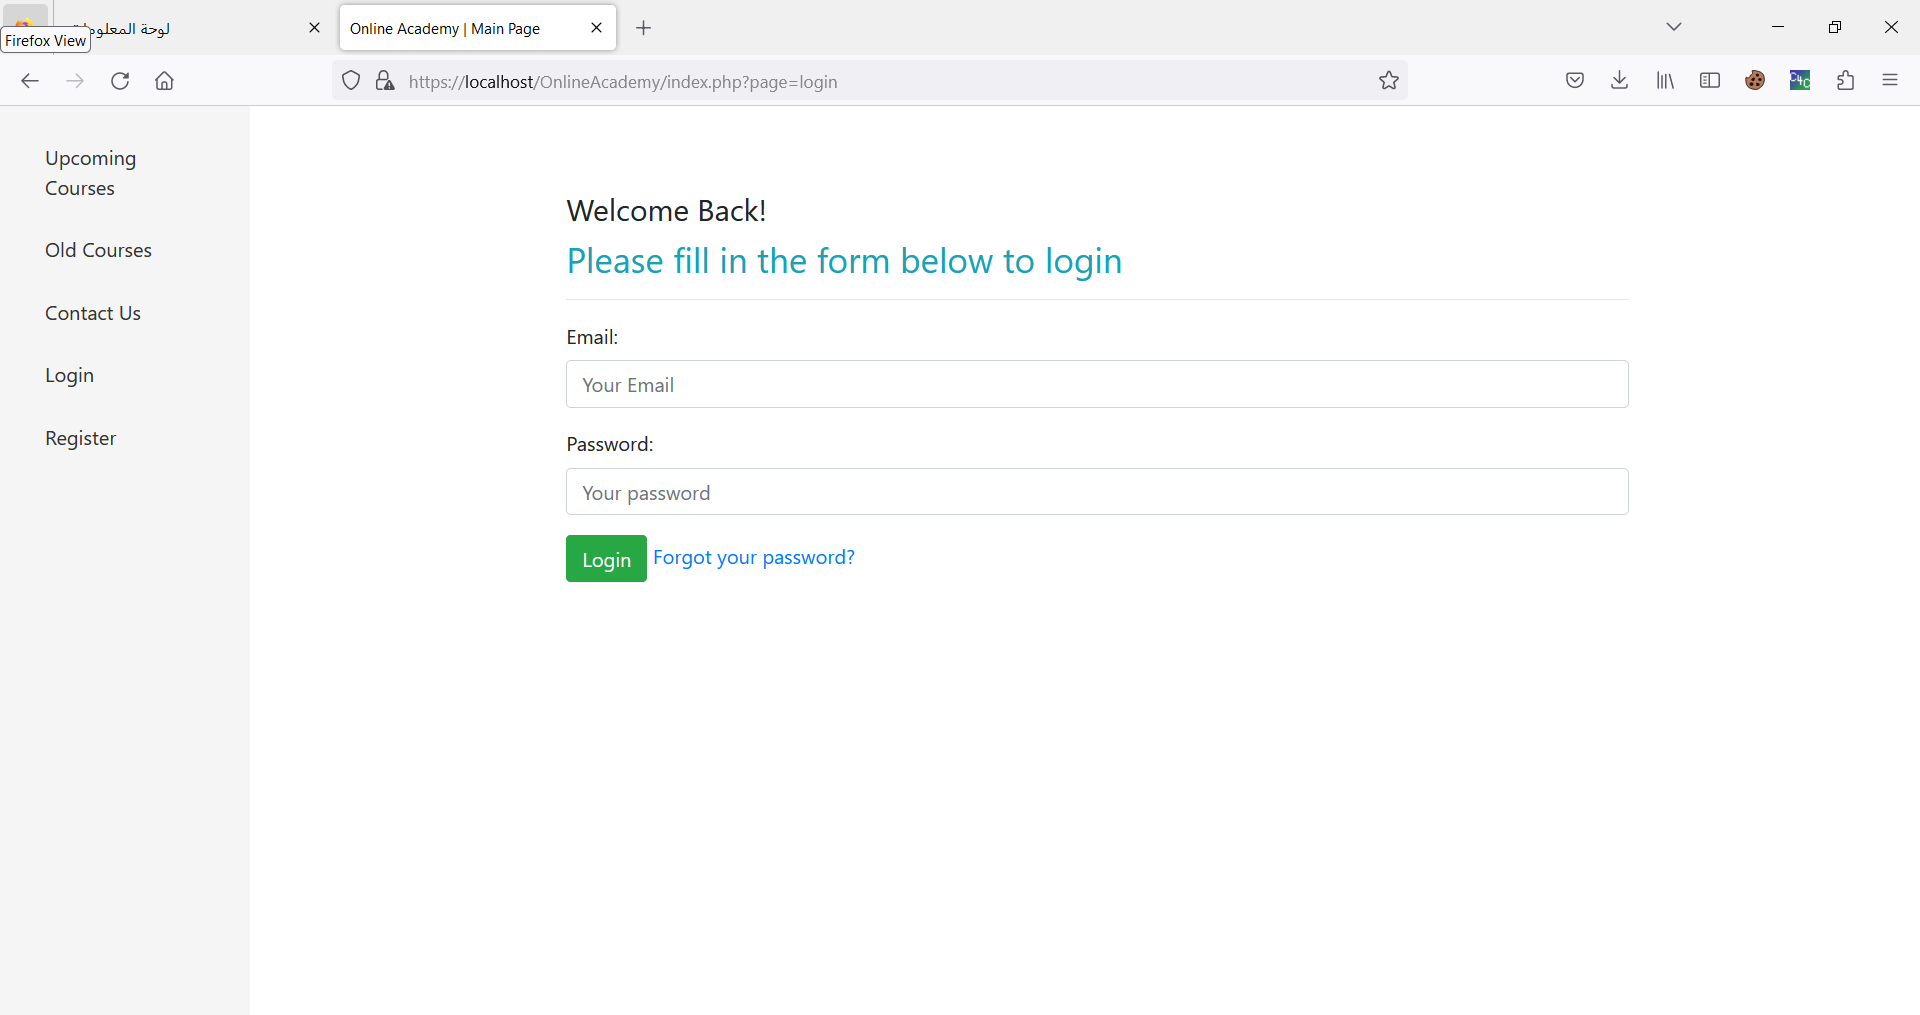 لوحة
Online Academy | Main Page
Firefox View
https://localhost/OnlineAcademy/index.php?page=login
C4C
Upcoming
Courses
Old Courses
Contact Us
Login
Register
Welcome Back!
Please fill in the form below to login
Email:
Your Email
Password:
Your password
Login Forgot your password?